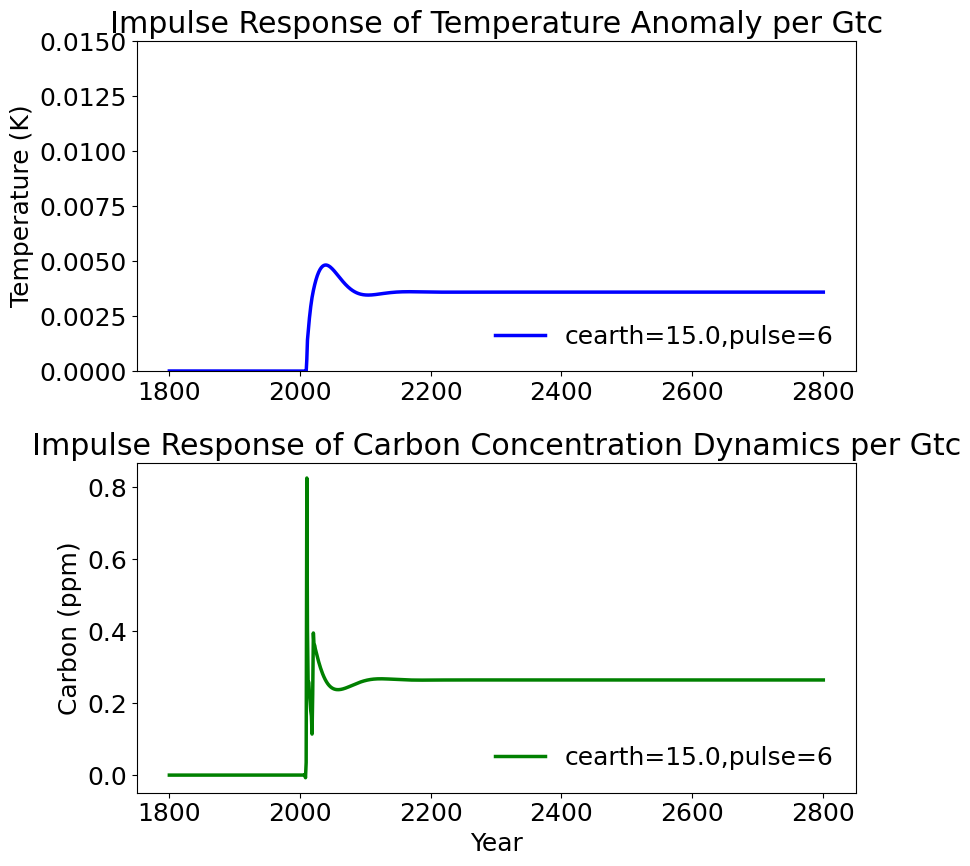 Impulse Response of Temperature Anomaly per Gtc
0.0150
0.0125
0.0100
0.0075
0.0050
0.0025
0.0000
Temperature (K)
cearth=15.0,pulse=6
1800 2000 2200 2400 2600 2800
Impulse Response of Carbon Concentration Dynamics per Gtc
0.8
0.6
0.4
0.2
0.0
Carbon (ppm)
cearth=15.0,pulse=6
1800 2000 2200 2400 2600 2800
Year